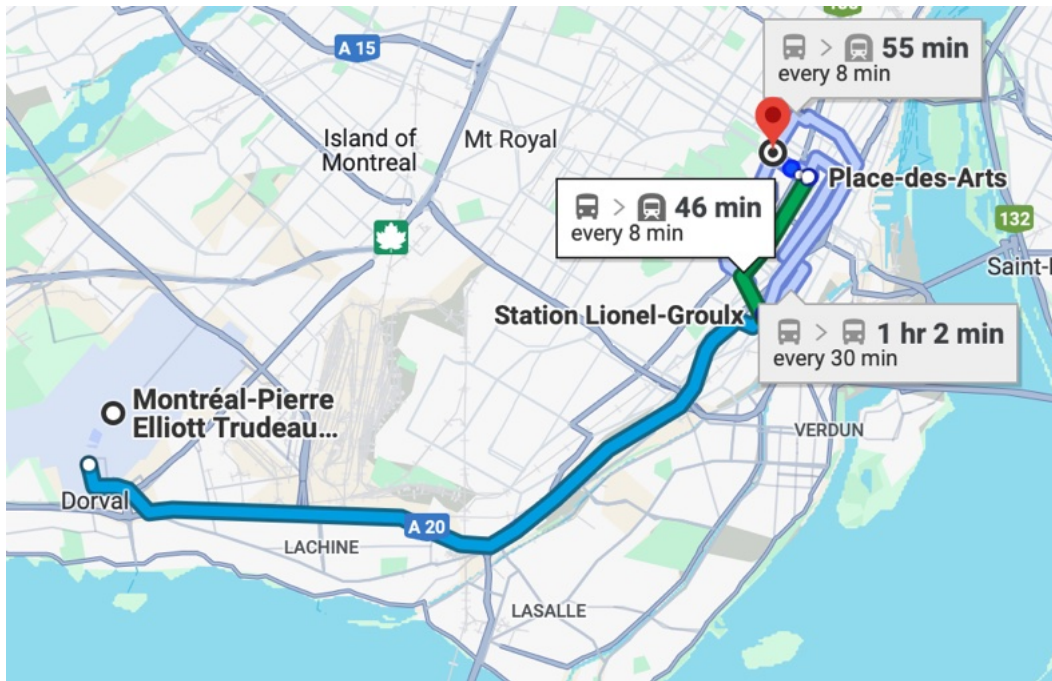 A 15
> 55 min
every 8 min
Island of
Montreal
Mt Royal
Place-des-Arts
> 46 min
every 8 min
132
Station Lionel-Groulx
> 1 hr 2 min
every 30 min
Montréal-Pierre
Elliott Trudeau...
VERDUN
Dorval
A 20
LACHINE
LASALLE